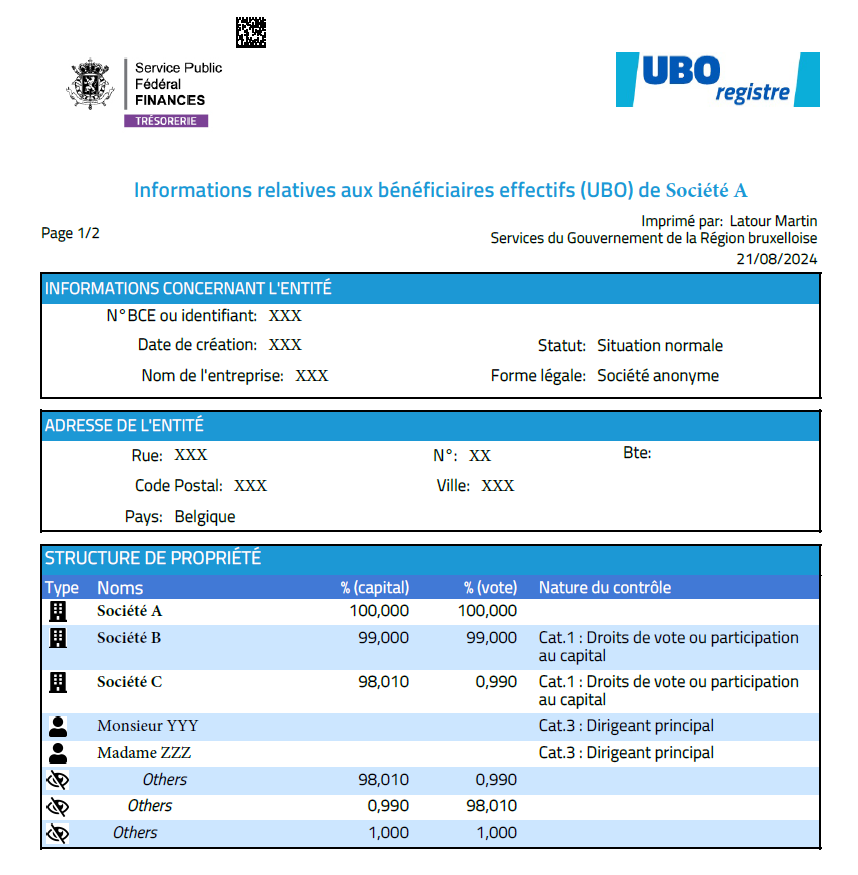 Service Public
Fédéral
FINANCES
TRÉSORERIE
UBO
registre
Informations relatives aux bénéficiaires effectifs (UBO) de Société A
Page 1/2
Imprimé par: Latour Martin
Services du Gouvernement de la Région bruxelloise
21/08/2024
INFORMATIONS CONCERNANT L'ENTITÉ
N°BCE ou identifiant: XXX
Date de création: XXX Statut: Situation normale
Nom de l'entreprise: XXX Forme légale: Société anonyme
ADRESSE DE L'ENTITÉ
Rue: XXX N°: XX Bte:
Code Postal: XXX Ville: XXX
Pays: Belgique
STRUCTURE DE PROPRIÉTÉ
Type Noms % (capital) % (vote) Nature du contrôle
Société A 100,000 100,000
Société B 99,000 99,000 Cat.1 : Droits de vote ou participation
au capital
Société C 98,010 0,990 Cat.1 : Droits de vote ou participation
au capital
Monsieur YYY Cat.3 : Dirigeant principal
Madame ZZZ Cat.3 : Dirigeant principal
Others 98,010 0,990
Others 0,990 98,010
Others 1,000 1,000